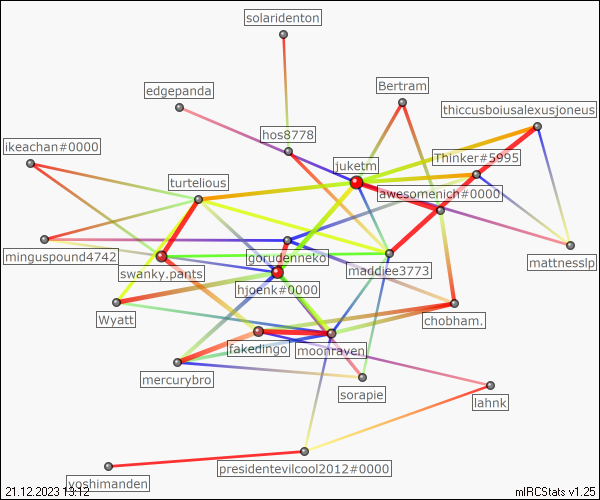 solaridenton
edgepanda
Bertram
thiccusboiusalexusjoneus
hos8778
ikeachan#0000
juketm
Thinker#5995
turtelious
awesomenich#0000
minguspound4742
gorudenneko
swanky.pants
maddiee3773
mattnesslp
hjoenk#0000
Wyatt
chobham.
fakedingo
moonraven
mercurybro
sorapie
lahnk
presidentevilcool2012#0000
yoshimanden
21.12.2023 13:12
mIRCStats v1.25